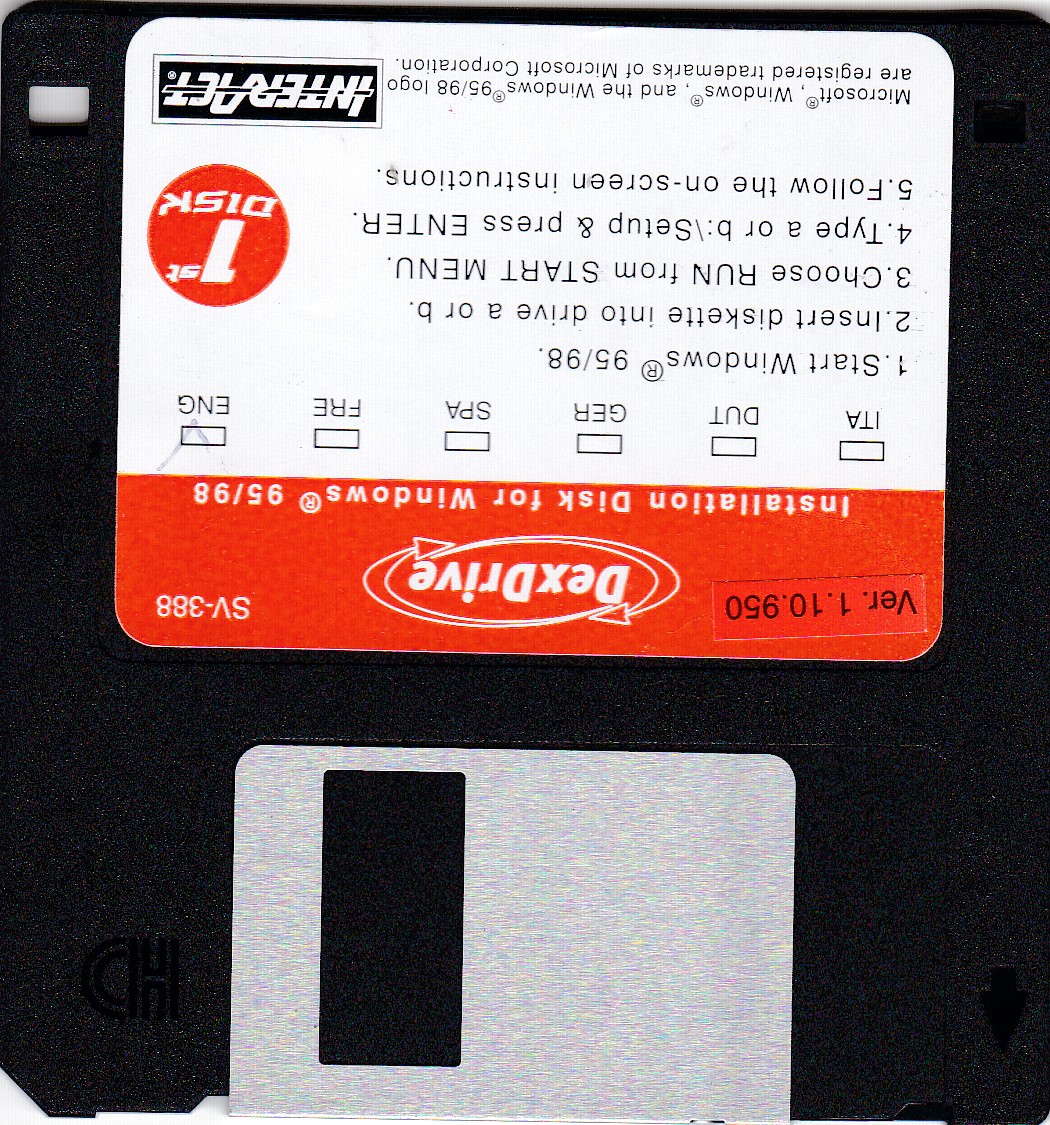 Ver. 1.10.950
DexDrive
SV-388
Installation Disk for Windows® 95/98
ITA DUT GER SPA FRE ENG
1.Start Windows® 95/98.
2.Insert diskette into drive a or b.
3.Choose RUN from START MENU.
4.Type a or b:\Setup & press ENTER.
5.Follow the on-screen instructions.
1st
DISK
Microsoft®, Windows®, and the Windows®95/98 logo
are registered trademarks of Microsoft Corporation.
INTERACT®
HD